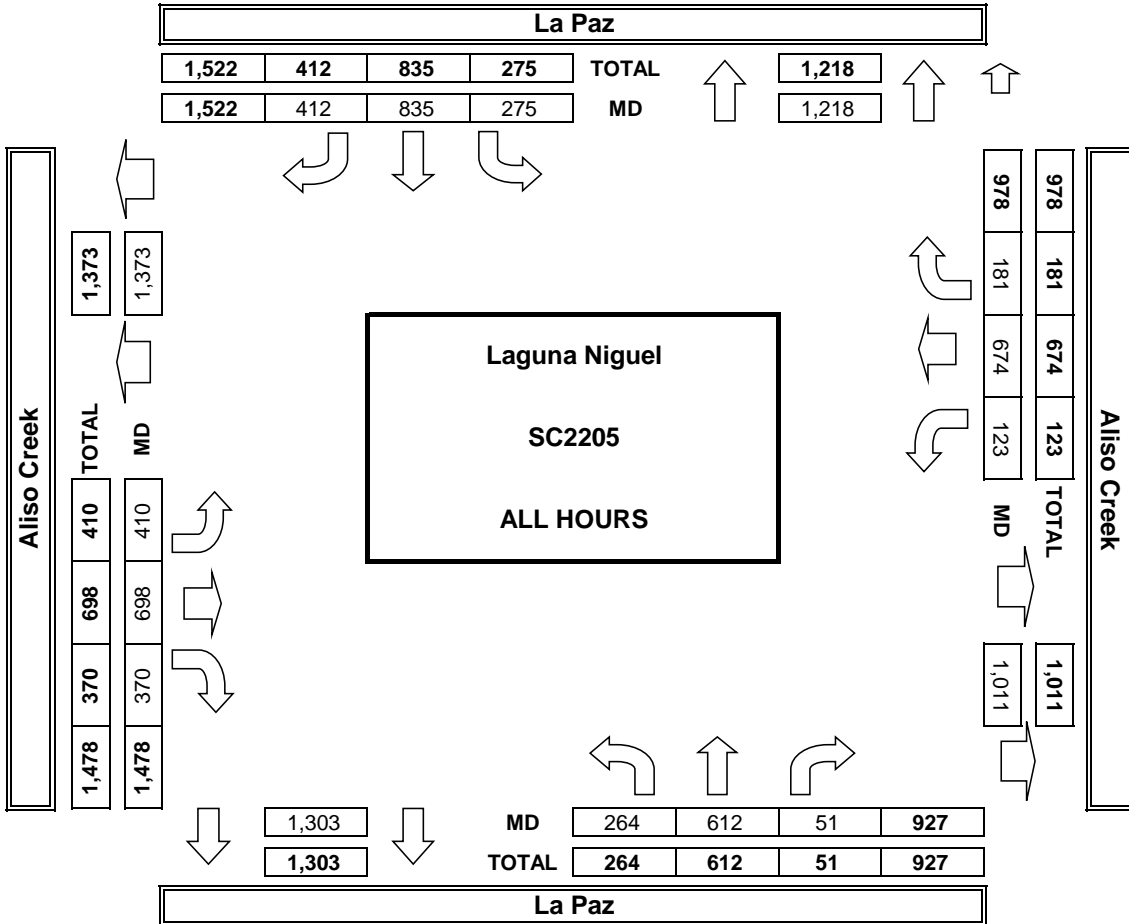 La Paz
1,522 412 835 275 TOTAL 1,218
1,522 412 835 275 MD 1,218
Aliso Creek
TOTAL 1,373
MD 1,373
410 698 370 1,478
410 698 370 1,478
Laguna Niguel
SC2205
ALL HOURS
978 181 674 123 MD 1,011
978 181 674 123 TOTAL 1,011
Aliso Creek
1,303 MD 264 612 51 927
1,303 TOTAL 264 612 51 927
La Paz